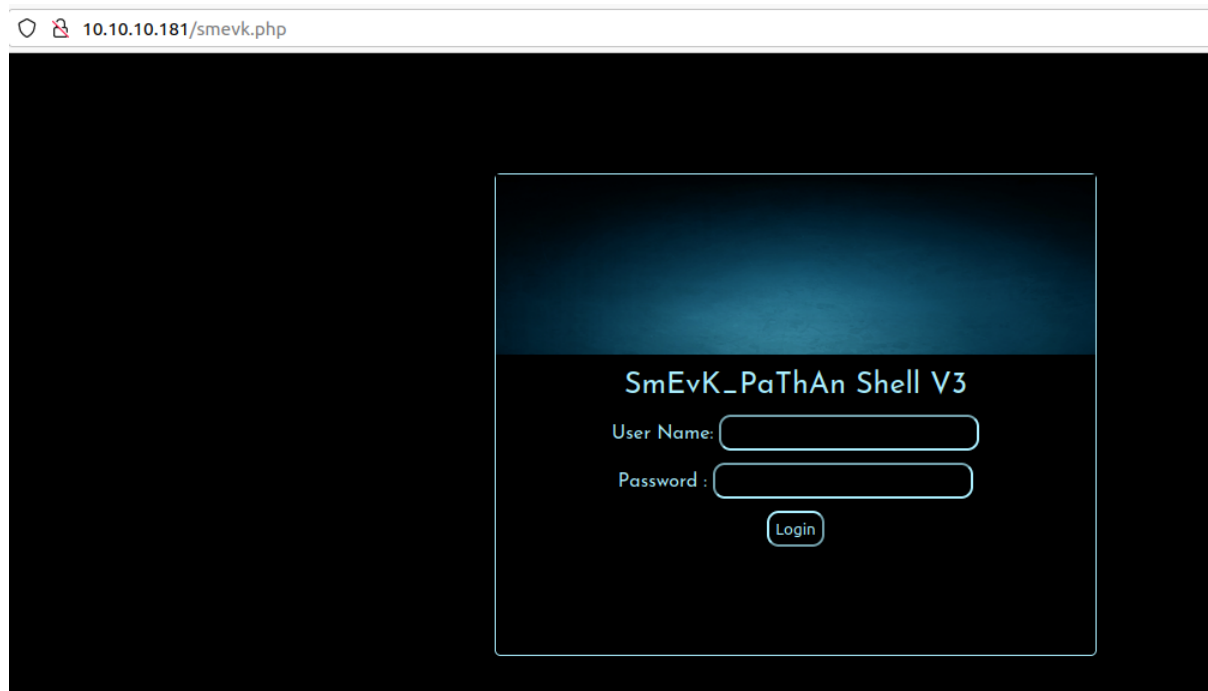 10.10.10.181/smevk.php
SmEvK_PaThAn Shell V3
User Name:
Password :
Login